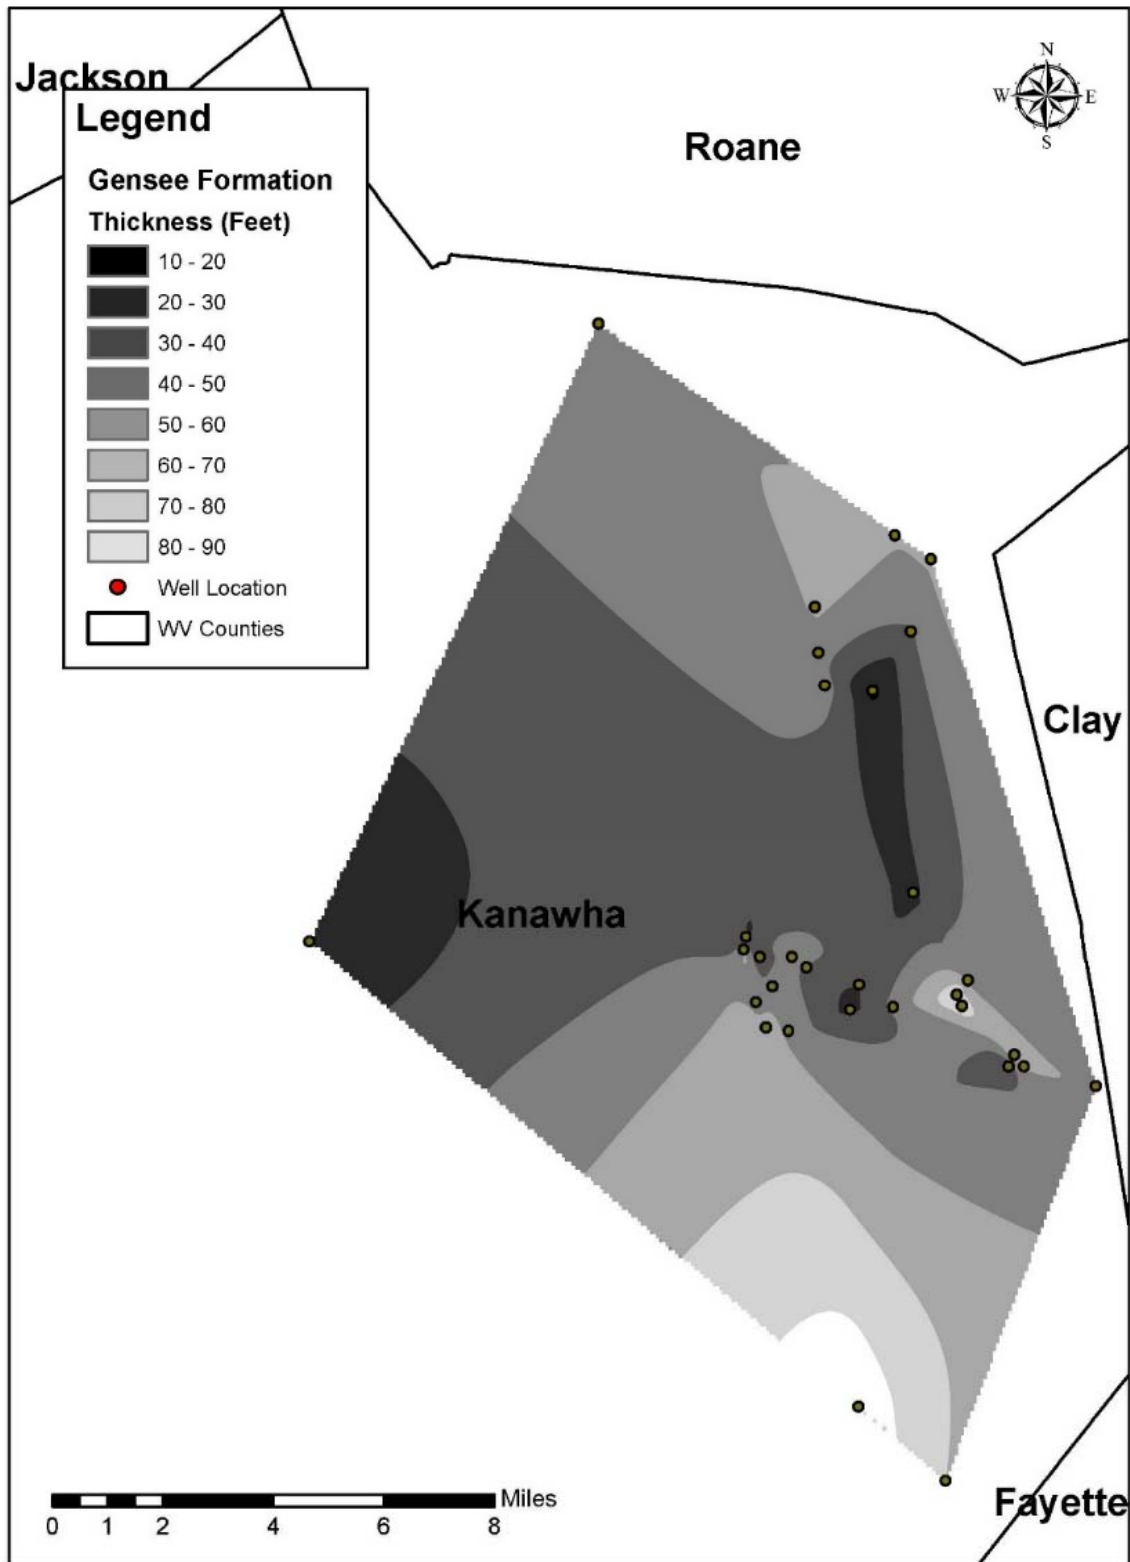 N
W E
S
Jackson
Roane
Legend
Gensee Formation
Thickness (Feet)
10 - 20
20 - 30
30 - 40
40 - 50
50 - 60
60 - 70
70 - 80
80 - 90
Well Location
WV Counties
Clay
Kanawha
Fayette
Miles
0 1 2 4 6 8